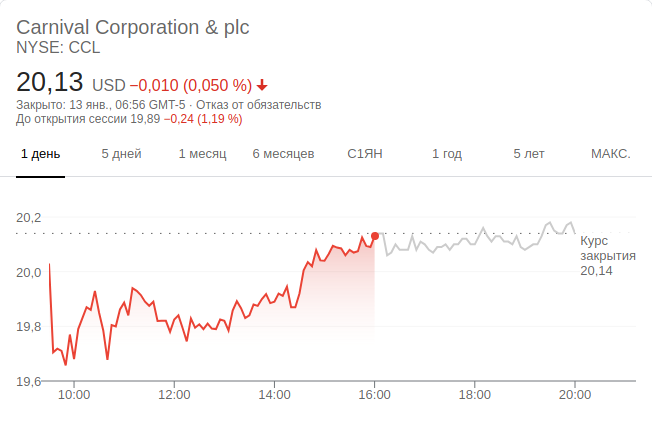 Carnival Corporation & plc
NYSE: CCL
20,13 USD −0,010 (0,050 %)
Закрыто: 13 янв., 06:56 GMT-5 · Отказ от обязательств
До открытия сессии 19,89 −0,24 (1,19 %)
1 день 5 дней 1 месяц 6 месяцев С1ЯН 1 год 5 лет МАКС.
20,2
Курс
закрытия
20,14
20,0
19,8
19,6
10:00 12:00 14:00 16:00 18:00 20:00